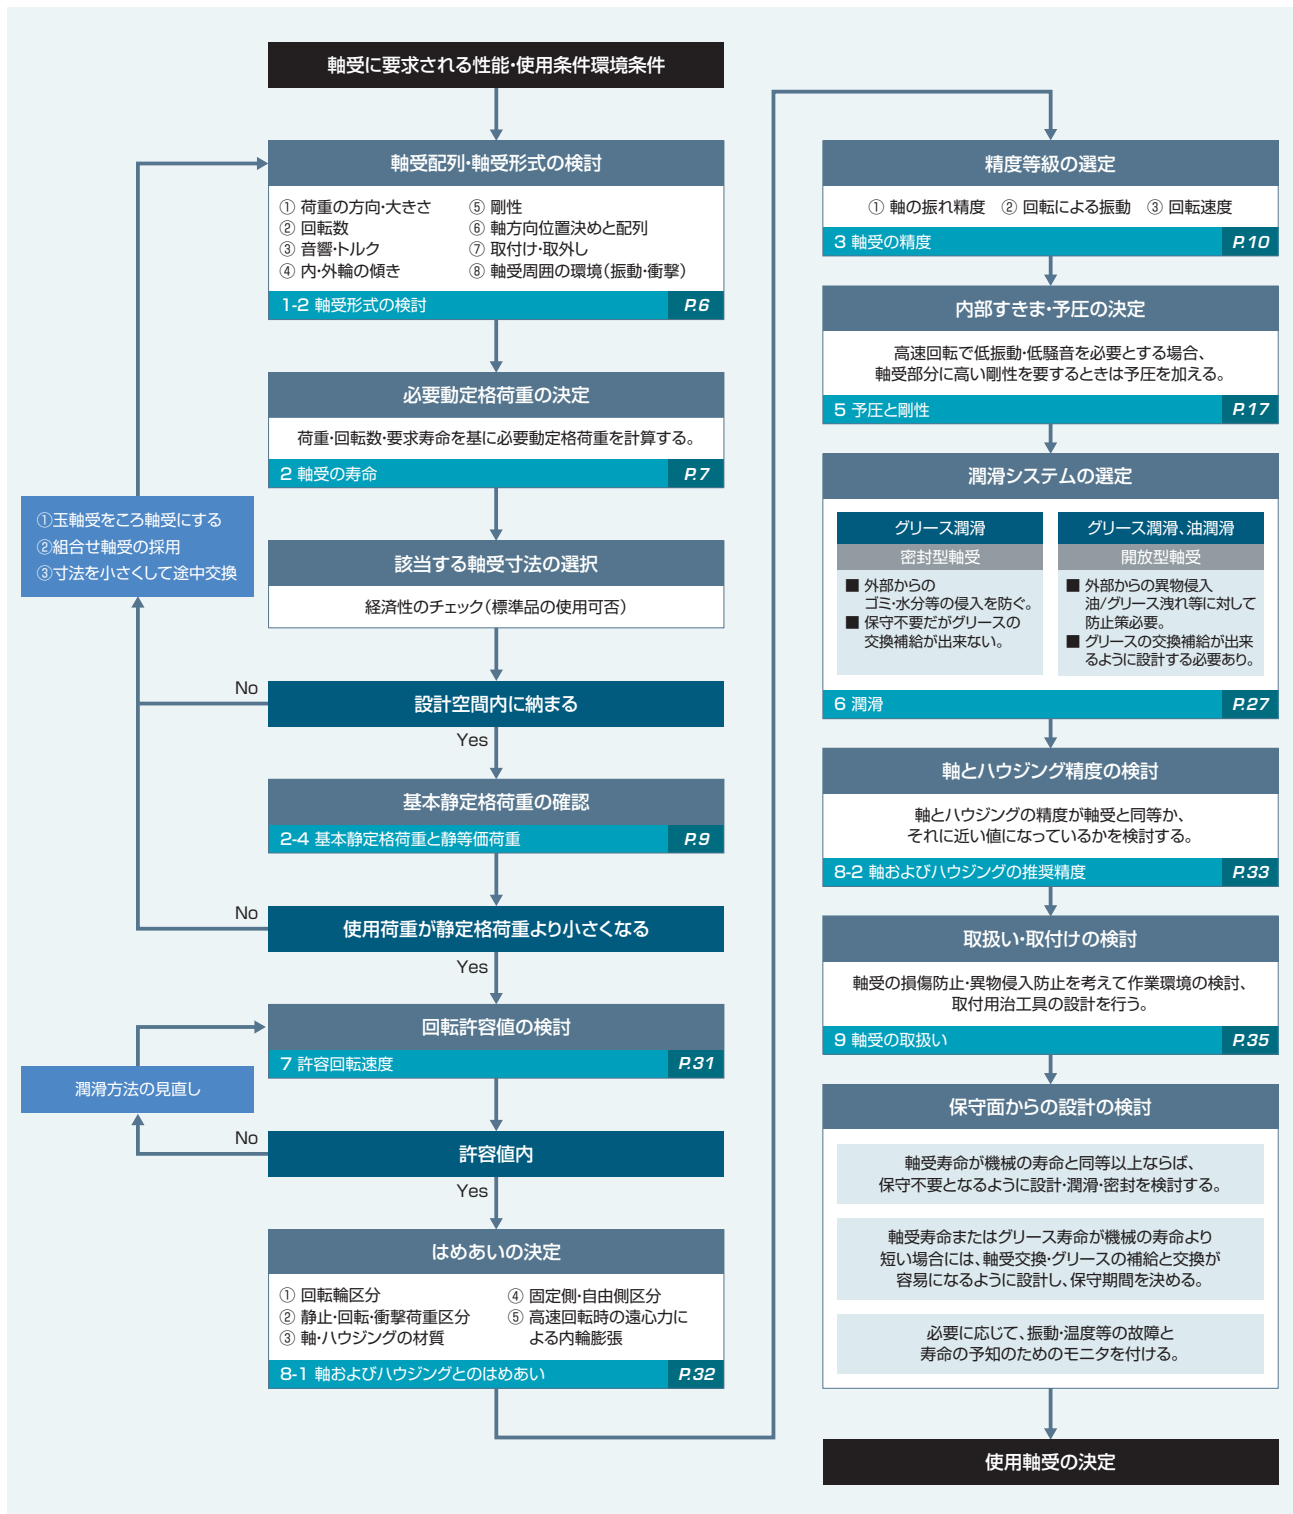 軸受に要求される性能・使用条件環境条件
軸受配列・軸受形式の検討
① 荷重の方向・大きさ
② 回転数
③ 音響・トルク
④ 内・外輪の傾き
⑤ 剛性
⑥ 軸方向位置決めと配列
⑦ 取付け・取外し
⑧ 軸受周囲の環境（振動・衝撃）
1-2 軸受形式の検討 P.6
必要動定格荷重の決定
荷重・回転数・要求寿命を基に必要動定格荷重を計算する。
2 軸受の寿命 P.7
①玉軸受をころ軸受にする
②組合せ軸受の採用
③寸法を小さくして途中交換
該当する軸受寸法の選択
経済性のチェック（標準品の使用可否）
No
設計空間内に納まる
Yes
基本静定格荷重の確認
2-4 基本静定格荷重と静等価荷重 P.9
No
使用荷重が静定格荷重より小さくなる
Yes
回転許容値の検討
7 許容回転速度 P.31
潤滑方法の見直し
No
許容値内
Yes
はめあいの決定
① 回転輪区分
② 静止・回転・衝撃荷重区分
③ 軸・ハウジングの材質
④ 固定側・自由側区分
⑤ 高速回転時の遠心力に
よる内輪膨張
8-1 軸およびハウジングとのはめあい P.32
精度等級の選定
① 軸の振れ精度 ② 回転による振動 ③ 回転速度
3 軸受の精度 P.10
内部すきま・予圧の決定
高速回転で低振動・低騒音を必要とする場合、
軸受部分に高い剛性を要するときは予圧を加える。
5 予圧と剛性 P.17
潤滑システムの選定
グリース潤滑
密封型軸受
■ 外部からの
ゴミ・水分等の侵入を防ぐ。
■ 保守不要だがグリースの
交換補給が出来ない。
グリース潤滑、油潤滑
開放型軸受
■ 外部からの異物侵入
油/グリース洩れ等に対して
防止策必要。
■ グリースの交換補給が出来
るように設計する必要あり。
6 潤滑 P.27
軸とハウジング精度の検討
軸とハウジングの精度が軸受と同等か、
それに近い値になっているかを検討する。
8-2 軸およびハウジングの推奨精度 P.33
取扱い・取付けの検討
軸受の損傷防止・異物侵入防止を考えて作業環境の検討、
取付用治工具の設計を行う。
9 軸受の取扱い P.35
保守面からの設計の検討
軸受寿命が機械の寿命と同等以上ならば、
保守不要となるように設計・潤滑・密封を検討する。
軸受寿命またはグリース寿命が機械の寿命より
短い場合には、軸受交換・グリースの補給と交換が
容易になるように設計し、保守期間を決める。
必要に応じて、振動・温度等の故障と
寿命の予知のためのモニタを付ける。
使用軸受の決定